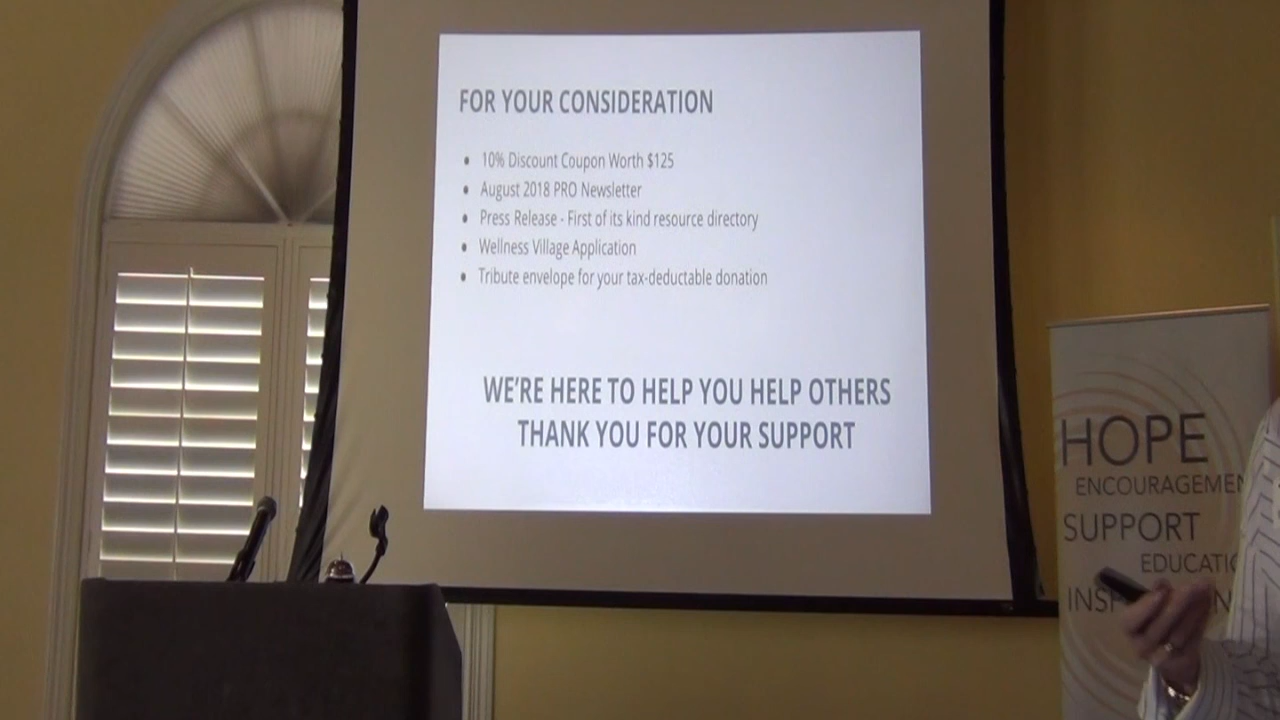 FOR YOUR CONSIDERATION
• 10% Discount Coupon Worth $125
• August 2018 PRO Newsletter
• Press Release - First of its kind resource directory
• Wellness Village Application
• Tribute envelope for your tax-deductable donation
WE'RE HERE TO HELP YOU HELP OTHERS
THANK YOU FOR YOUR SUPPORT
HOPE
ENCOURAGEMEN
SUPPORT
EDUCATIO